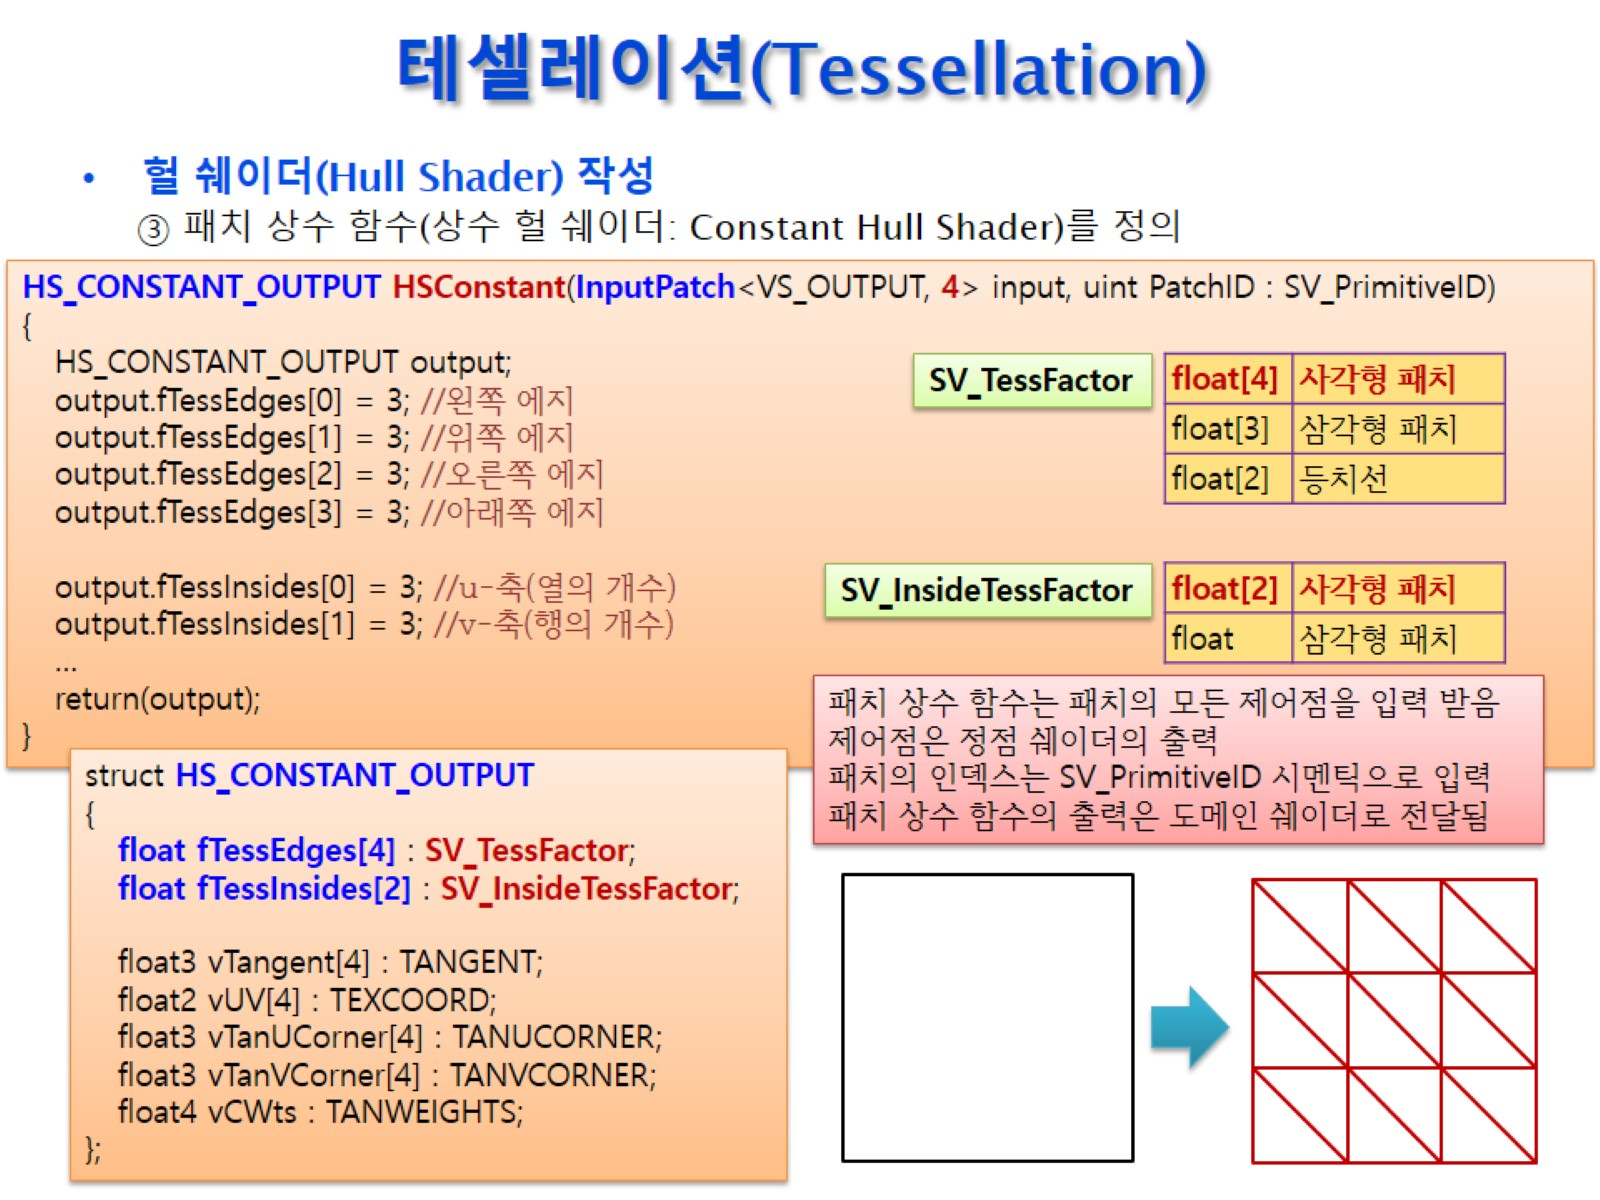 테셀레이션(Tessellation)
• 헐 쉐이더(Hull Shader) 작성
③ 패치 상수 함수(상수 헐 쉐이더: Constant Hull Shader)를 정의
HS_CONSTANT_OUTPUT HSConstant(InputPatch<VS_OUTPUT, 4> input, uint PatchID : SV_PrimitiveID)
{
HS_CONSTANT_OUTPUT output;
output.fTessEdges[0] = 3; //왼쪽 에지
output.fTessEdges[1] = 3; //위쪽 에지
output.fTessEdges[2] = 3; //오른쪽 에지
output.fTessEdges[3] = 3; //아래쪽 에지
output.fTessInsides[0] = 3; //u-축(열의 개수)
output.fTessInsides[1] = 3; //v-축(행의 개수)
...
return(output);
}
SV_TessFactor
float[4] 사각형 패치
float[3] 삼각형 패치
float[2] 등치선
SV_InsideTessFactor
float[2] 사각형 패치
float 삼각형 패치
패치 상수 함수는 패치의 모든 제어점을 입력 받음
제어점은 정점 쉐이더의 출력
패치의 인덱스는 SV_PrimitiveID 시멘틱으로 입력
패치 상수 함수의 출력은 도메인 쉐이더로 전달됨
struct HS_CONSTANT_OUTPUT
{
float fTessEdges[4] : SV_TessFactor;
float fTessInsides[2] : SV_InsideTessFactor;
float3 vTangent[4] : TANGENT;
float2 vUV[4] : TEXCOORD;
float3 vTanUCorner[4] : TANUCORNER;
float3 vTanVCorner[4] : TANVCORNER;
float4 vCWts : TANWEIGHTS;
};